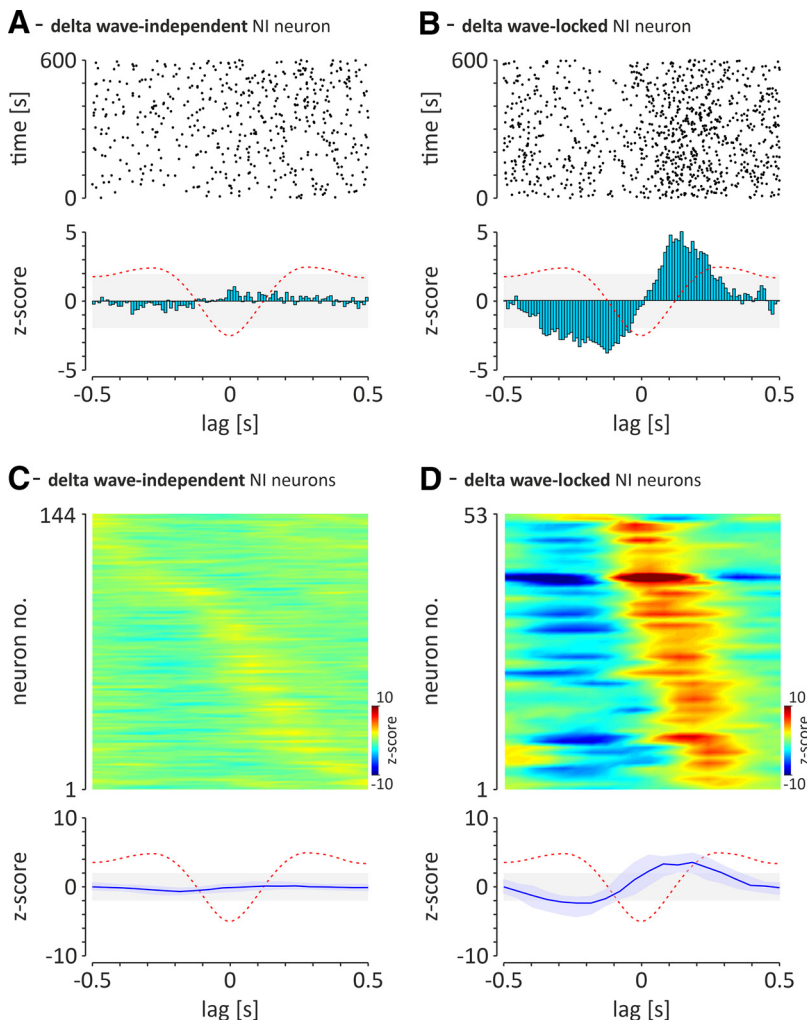 A - delta wave-independent NI neuron
600
time [s]
0
5
z-score
0
-5
-0.5
0
0.5
lag [s]
B - delta wave-locked NI neuron
600
time [s]
0
5
z-score
0
-5
-0.5
0
0.5
lag [s]
C - delta wave-independent NI neurons
144
neuron no.
1
10
z-score
-10
10
z-score
0
-10
-0.5
0
0.5
lag [s]
D - delta wave-locked NI neurons
53
neuron no.
1
10
z-score
-10
10
z-score
0
-10
-0.5
0
0.5
lag [s]